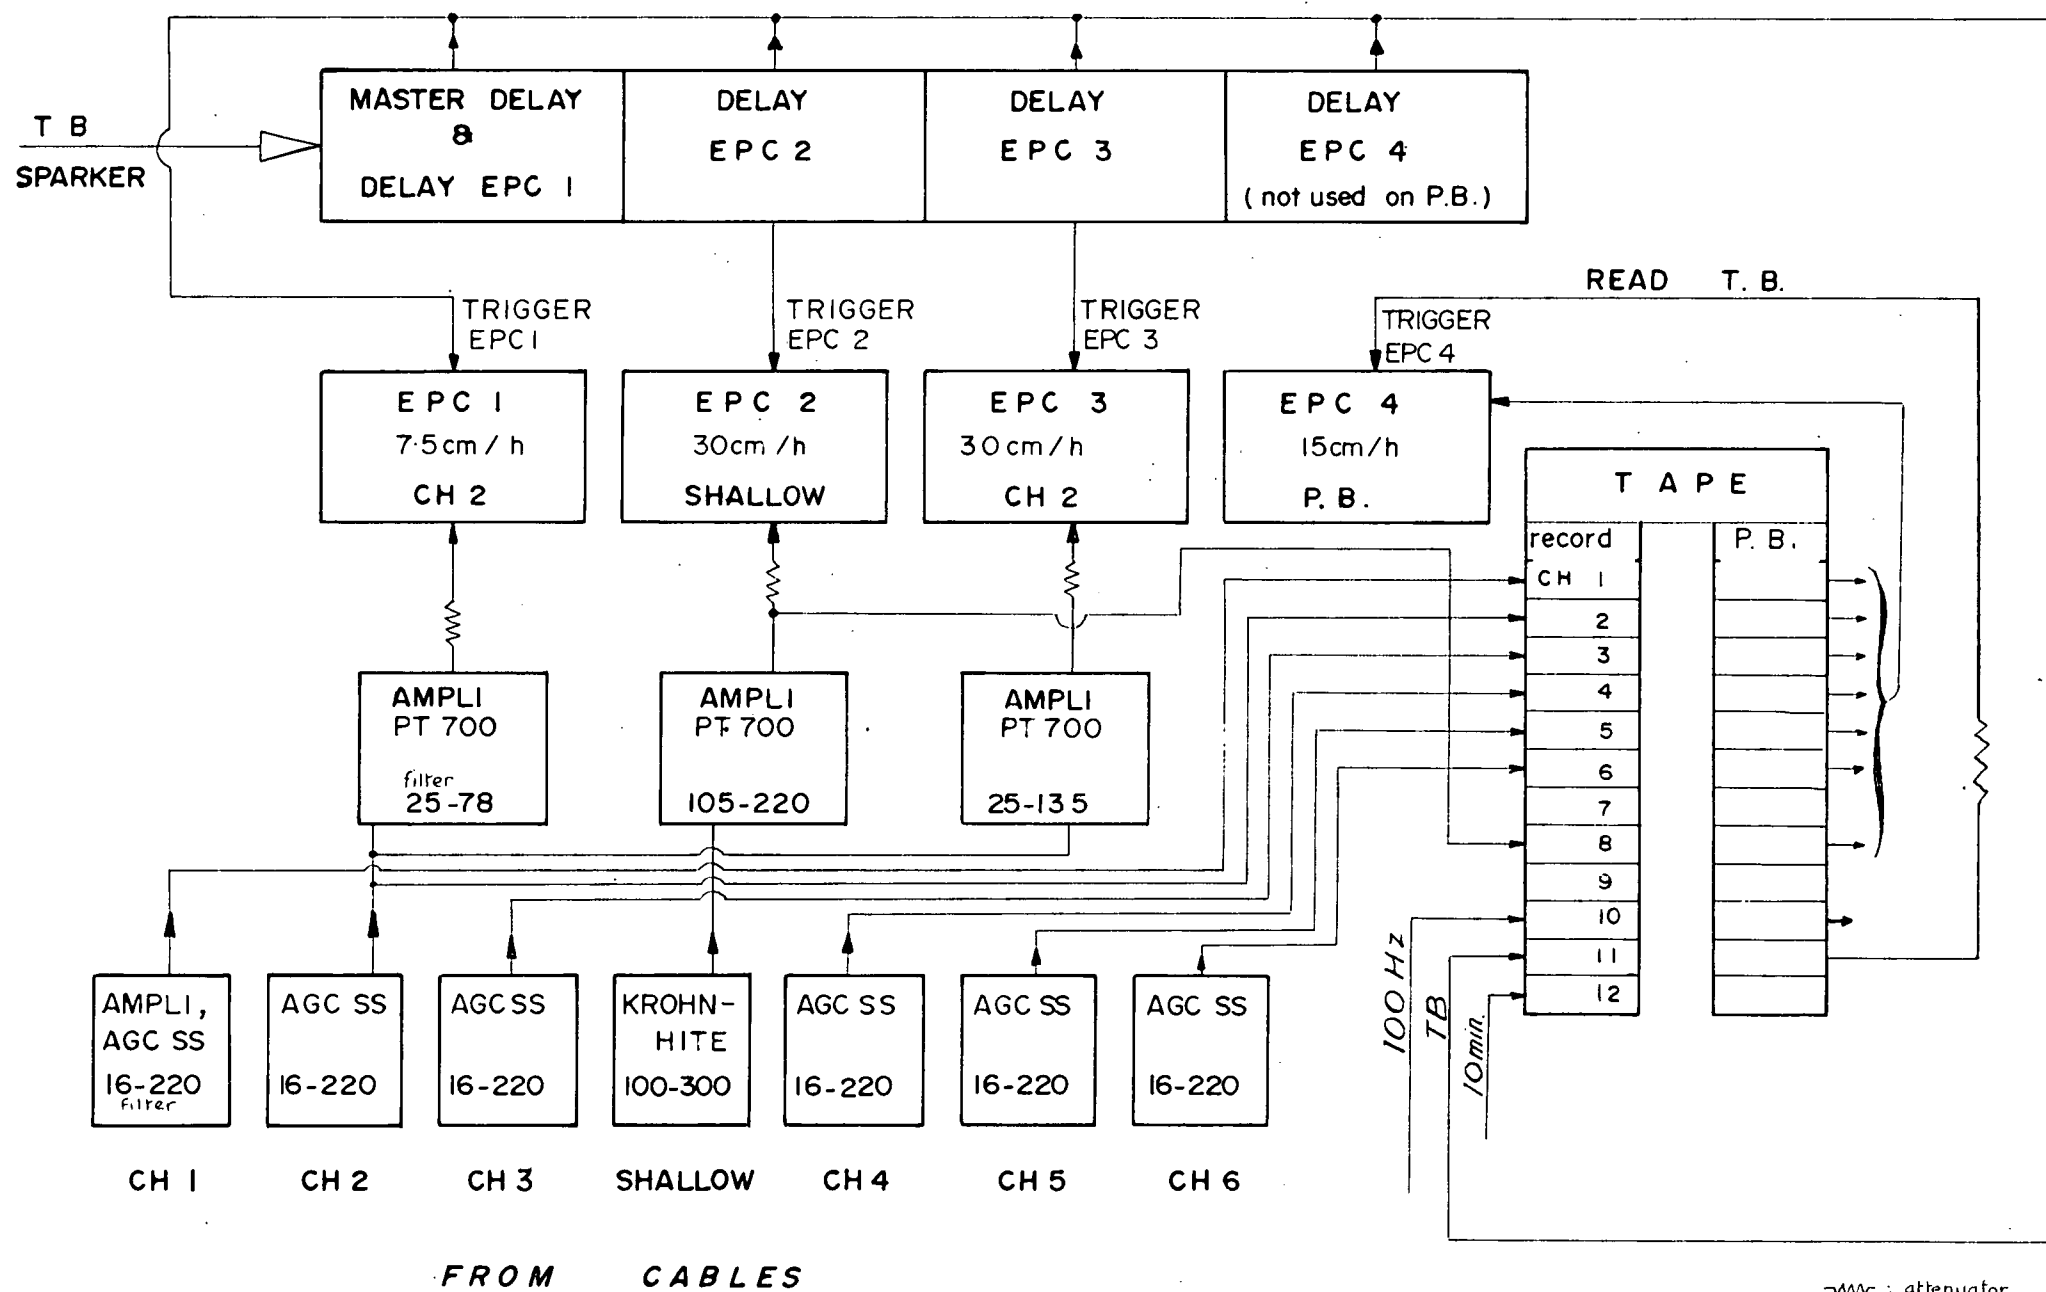 T B
SPARKER
MASTER DELAY
&
DELAY EPC 1
DELAY
EPC 2
DELAY
EPC 3
DELAY
EPC 4
(not used on P.B.)
READ T. B.
TRIGGER
EPC 1
TRIGGER
EPC 2
TRIGGER
EPC 3
TRIGGER
EPC 4
EPC 1
7.5cm/h
CH 2
EPC 2
30cm/h
SHALLOW
EPC 3
30cm/h
CH 2
EPC 4
15cm/h
P. B.
TAPE
record
P. B.
CH 1
2
3
4
5
6
7
8
9
10
11
12
AMPLI
PT 700
filter
25-78
AMPLI
PT 700
105-220
AMPLI
PT 700
25-135
100 Hz
TB
10min.
AMPLI,
AGC SS
16-220
filter
AGC SS
16-220
AGC SS
16-220
KROHN-
HITE
100-300
AGC SS
16-220
AGC SS
16-220
AGC SS
16-220
CH 1
CH 2
CH 3
SHALLOW
CH 4
CH 5
CH 6
FROM CABLES
: attenuator